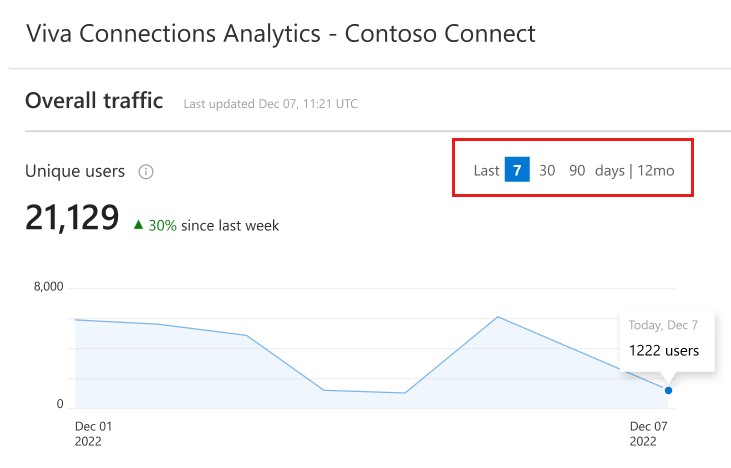 Viva Connections Analytics - Contoso Connect
Overall traffic Last updated Dec 07, 11:21 UTC
Unique users
Last 7 30 90 days | 12mo
21,129 ▲ 30% since last week
8,000
Today, Dec 7
1222 users
0
Dec 01
2022
Dec 07
2022